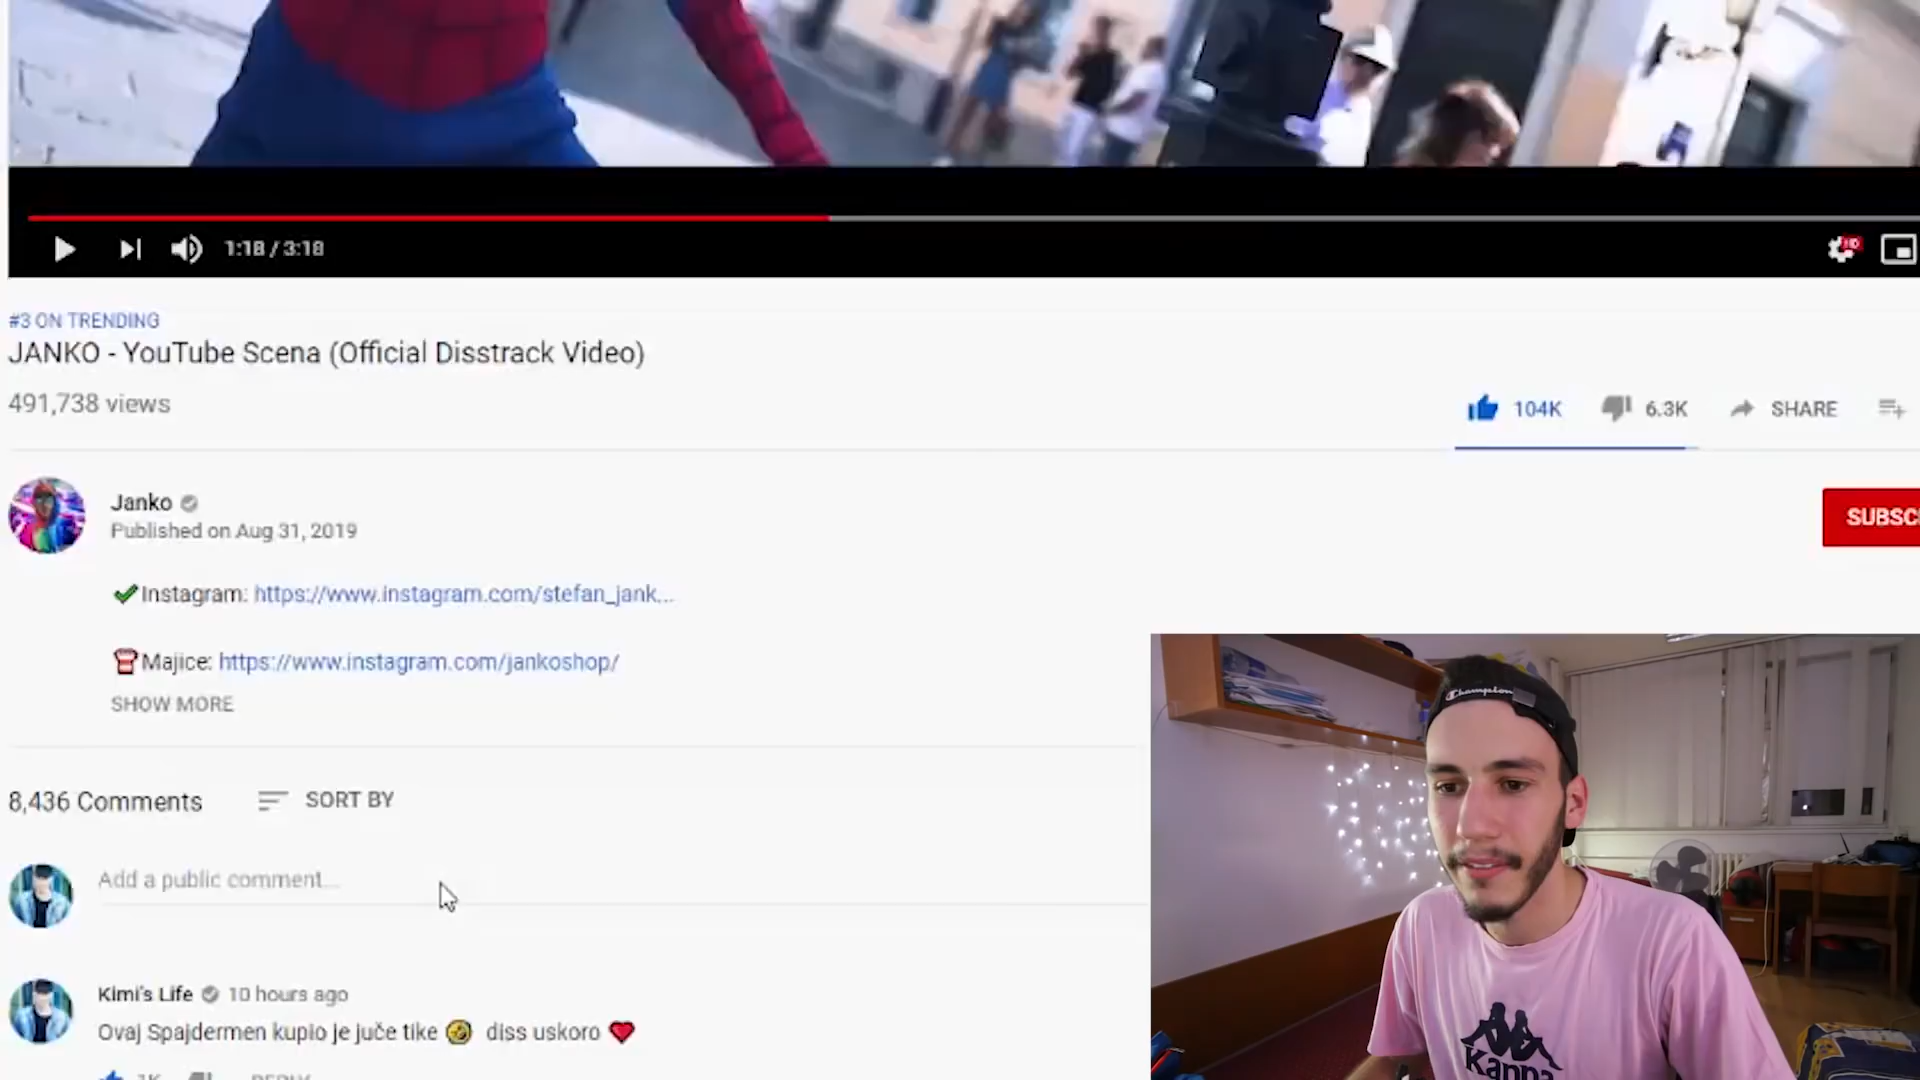 1:18 / 3:18
HD
#3 ON TRENDING
JANKO - YouTube Scena (Official Disstrack Video)
491,738 views
104K
6.3K
SHARE
Janko
Published on Aug 31, 2019
SUBSC
Instagram: https://www.instagram.com/stefan_jank...
Majice: https://www.instagram.com/jankoshop/
SHOW MORE
8,436 Comments
SORT BY
Add a public comment...
Kimi's Life 10 hours ago
Ovaj Spajdermen kupio je juče tike 🤣 diss uskoro ❤️
1K
REPLY
Champion
Kappa